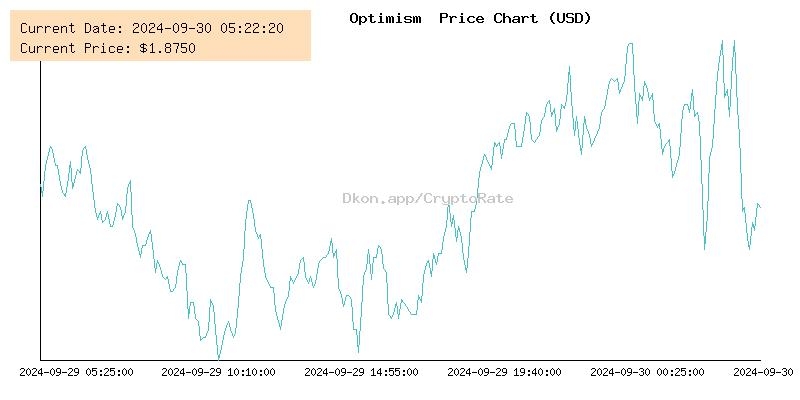 Optimism  Price Chart (USD)
Current Date: 2024-09-30 05:22:20
Current Price: $1.8750
Dkon.app/CryptoRate
2024-09-29 05:25:00 2024-09-29 10:10:00 2024-09-29 14:55:00 2024-09-29 19:40:00 2024-09-30 00:25:00 2024-09-30